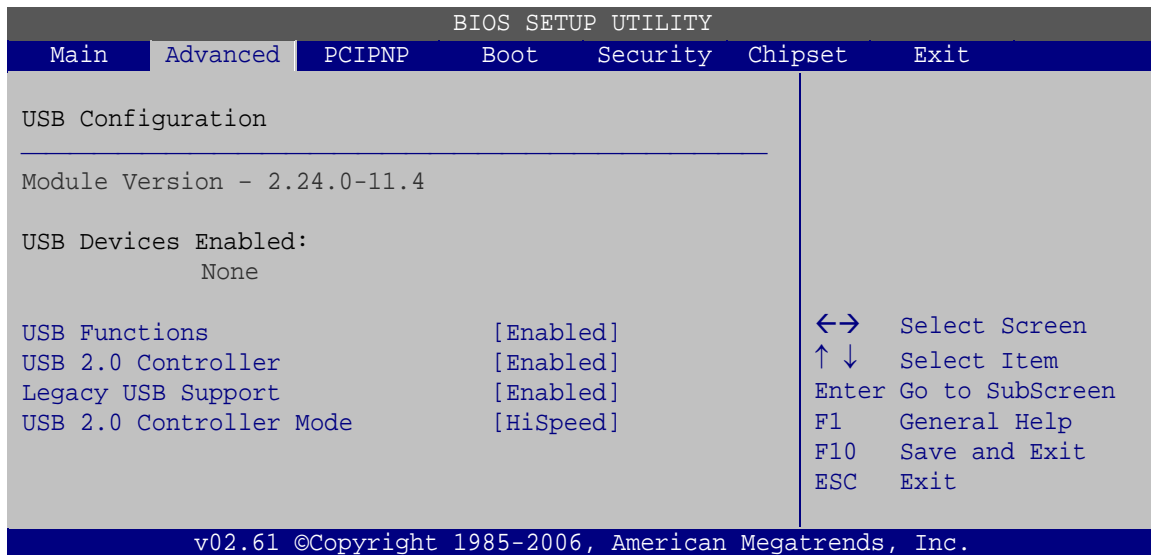 BIOS SETUP UTILITY
Main Advanced PCIPNP Boot Security Chipset Exit
USB Configuration
Module Version – 2.24.0-11.4
USB Devices Enabled:
None
USB Functions [Enabled]
USB 2.0 Controller [Enabled]
Legacy USB Support [Enabled]
USB 2.0 Controller Mode [HiSpeed]
←→ Select Screen
↑ ↓ Select Item
Enter Go to SubScreen
F1 General Help
F10 Save and Exit
ESC Exit
v02.61 ©Copyright 1985-2006, American Megatrends, Inc.